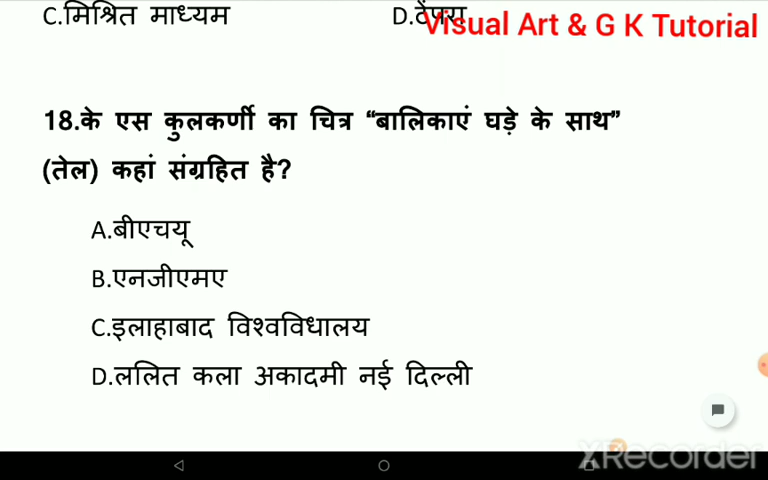 C.मिश्रित माध्यम D.टेंपरा
Visual Art & G K Tutorial
18.के एस कुलकर्णी का चित्र “बालिकाएं घड़े के साथ”
(तेल) कहां संग्रहित है?
A.बीएचयू
B.एनजीएमए
C.इलाहाबाद विश्वविधालय
D.ललित कला अकादमी नई दिल्ली
XRecorder